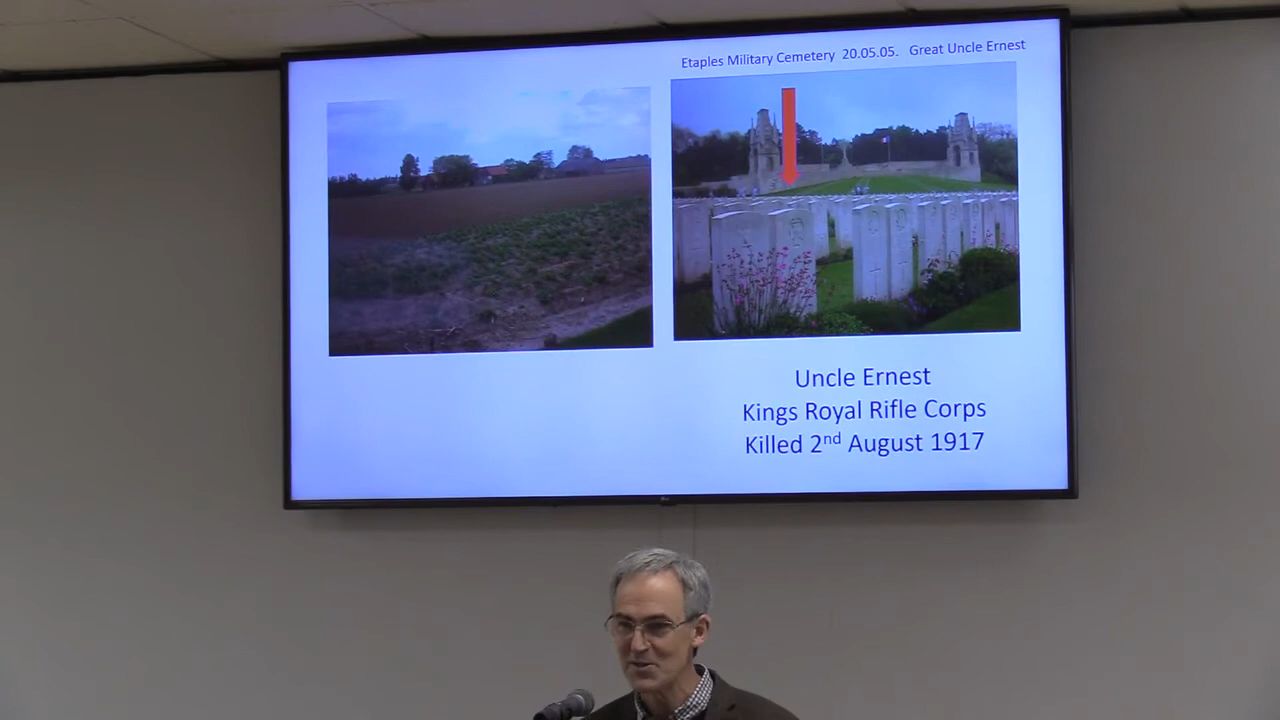 Etaples Military Cemetery 20.05.05. Great Uncle Ernest
Uncle Ernest
Kings Royal Rifle Corps
Killed 2nd August 1917